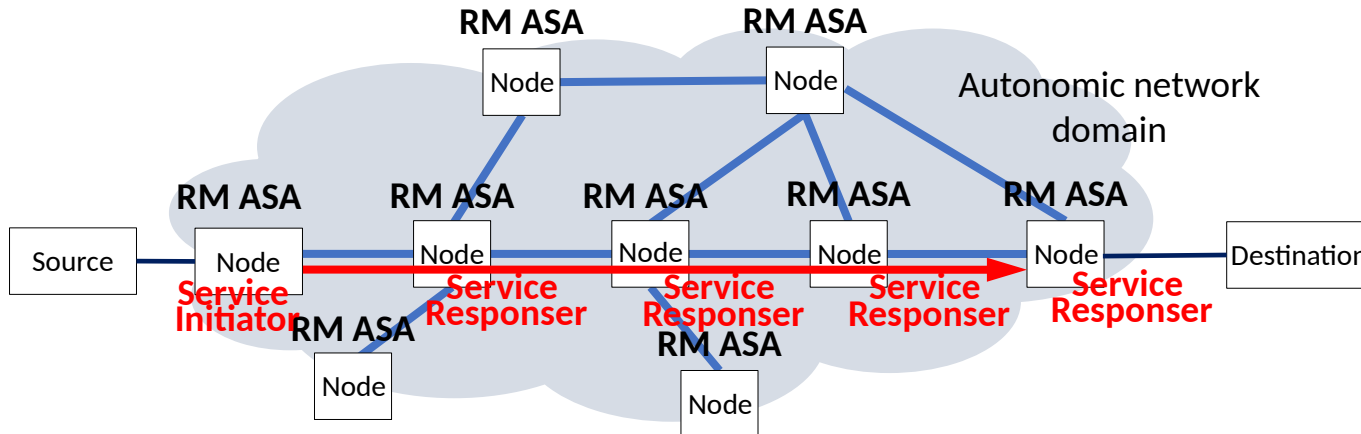 RM ASA
RM ASA
Node
Node
Autonomic network
domain
RM ASA
RM ASA
RM ASA
RM ASA
RM ASA
Source
Node
Node
Node
Node
Node
Destination
Service
Initiator
Service
Responser
Service
Responser
Service
Responser
Service
Responser
RM ASA
RM ASA
Node
Node